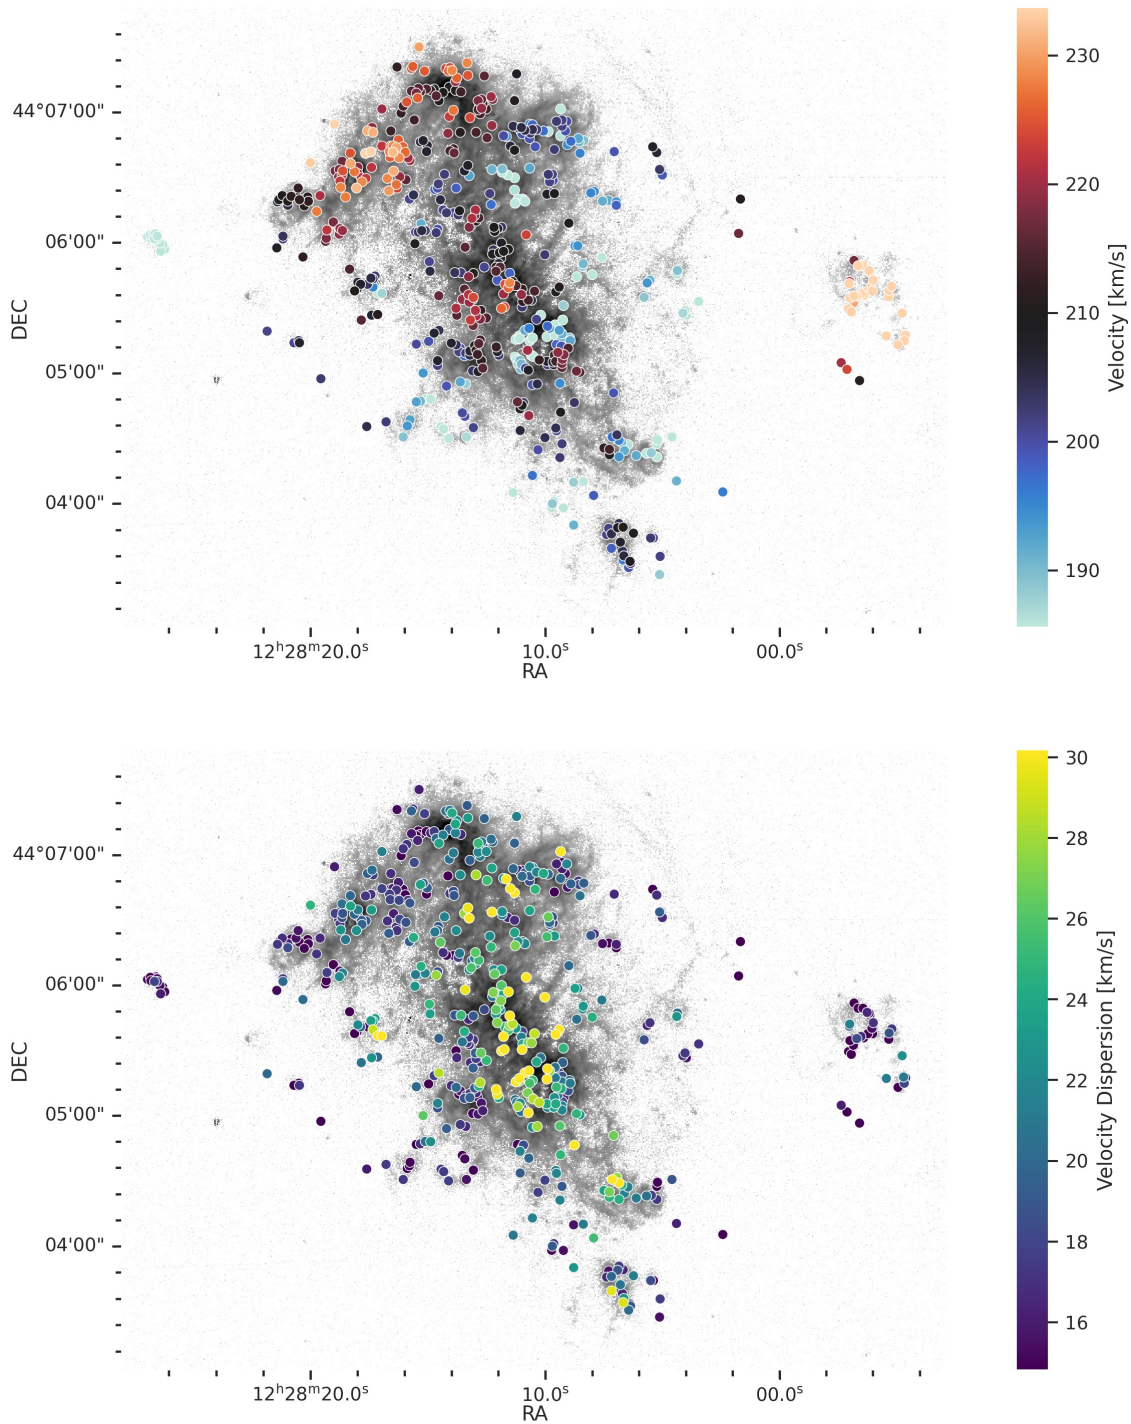 230
44°07'00"
220
06'00"
210
DEC
Velocity [km/s]
05'00"
200
04'00"
190
12ʰ28ᵐ20.0ˢ 10.0ˢ 00.0ˢ
RA
30
28
44°07'00"
26
06'00"
24
DEC
Velocity Dispersion [km/s]
22
05'00"
20
04'00"
18
16
12ʰ28ᵐ20.0ˢ 10.0ˢ 00.0ˢ
RA